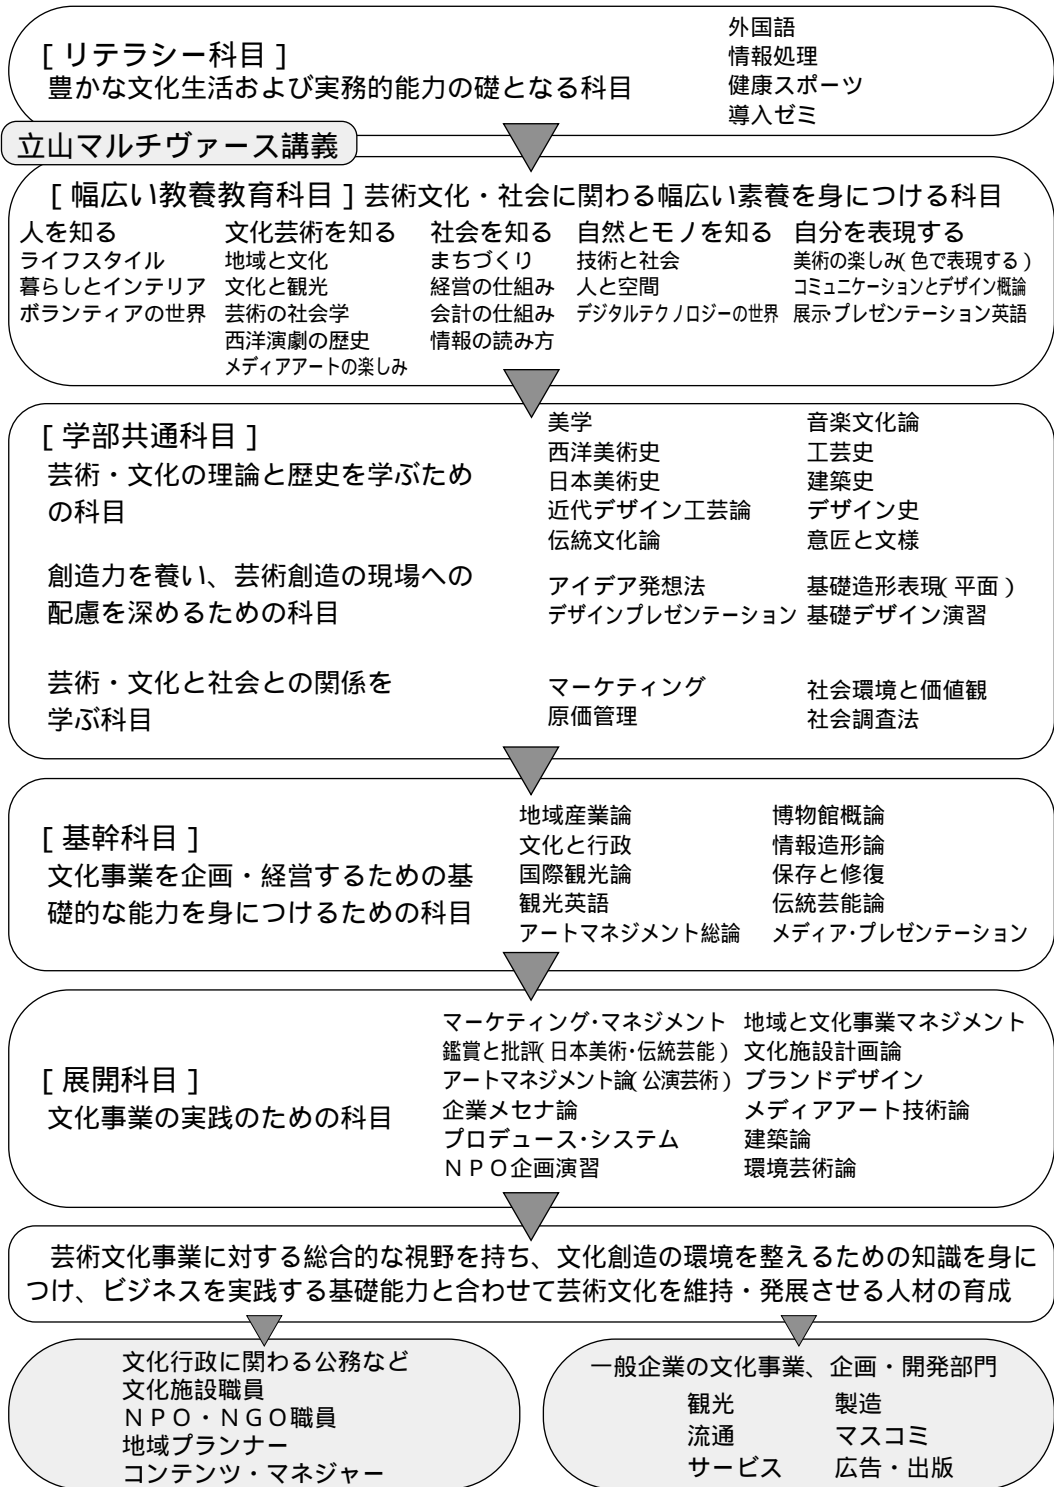 [ リテラシー科目 ]
豊かな文化生活および実務的能力の礎となる科目
外国語
情報処理
健康スポーツ
導入ゼミ
立山マルチヴァース講義
[ 幅広い教養教育科目 ] 芸術文化・社会に関わる幅広い素養を身につける科目
人を知る
ライフスタイル
暮らしとインテリア
ボランティアの世界
文化芸術を知る
地域と文化
文化と観光
芸術の社会学
西洋演劇の歴史
メディアアートの楽しみ
社会を知る
まちづくり
経営の仕組み
会計の仕組み
情報の読み方
自然とモノを知る
技術と社会
人と空間
デジタルテクノロジーの世界
自分を表現する
美術の楽しみ(色で表現する)
コミュニケーションとデザイン概論
展示・プレゼンテーション英語
[ 学部共通科目 ]
芸術・文化の理論と歴史を学ぶため
の科目
美学
西洋美術史
日本美術史
近代デザイン工芸論
伝統文化論
音楽文化論
工芸史
建築史
デザイン史
意匠と文様
創造力を養い、芸術創造の現場への
配慮を深めるための科目
アイデア発想法
デザインプレゼンテーション
基礎造形表現(平面)
基礎デザイン演習
芸術・文化と社会との関係を
学ぶ科目
マーケティング
原価管理
社会環境と価値観
社会調査法
[ 基幹科目 ]
文化事業を企画・経営するための基
礎的な能力を身につけるための科目
地域産業論
文化と行政
国際観光論
観光英語
アートマネジメント総論
博物館概論
情報造形論
保存と修復
伝統芸能論
メディア・プレゼンテーション
[ 展開科目 ]
文化事業の実践のための科目
マーケティング・マネジメント
鑑賞と批評(日本美術・伝統芸能)
アートマネジメント論(公演芸術)
企業メセナ論
プロデュース・システム
ＮＰＯ企画演習
地域と文化事業マネジメント
文化施設計画論
ブランドデザイン
メディアアート技術論
建築論
環境芸術論
芸術文化事業に対する総合的な視野を持ち、文化創造の環境を整えるための知識を身に
つけ、ビジネスを実践する基礎能力と合わせて芸術文化を維持・発展させる人材の育成
文化行政に関わる公務など
文化施設職員
ＮＰＯ・ＮＧＯ職員
地域プランナー
コンテンツ・マネジャー
一般企業の文化事業、企画・開発部門
観光
流通
サービス
製造
マスコミ
広告・出版